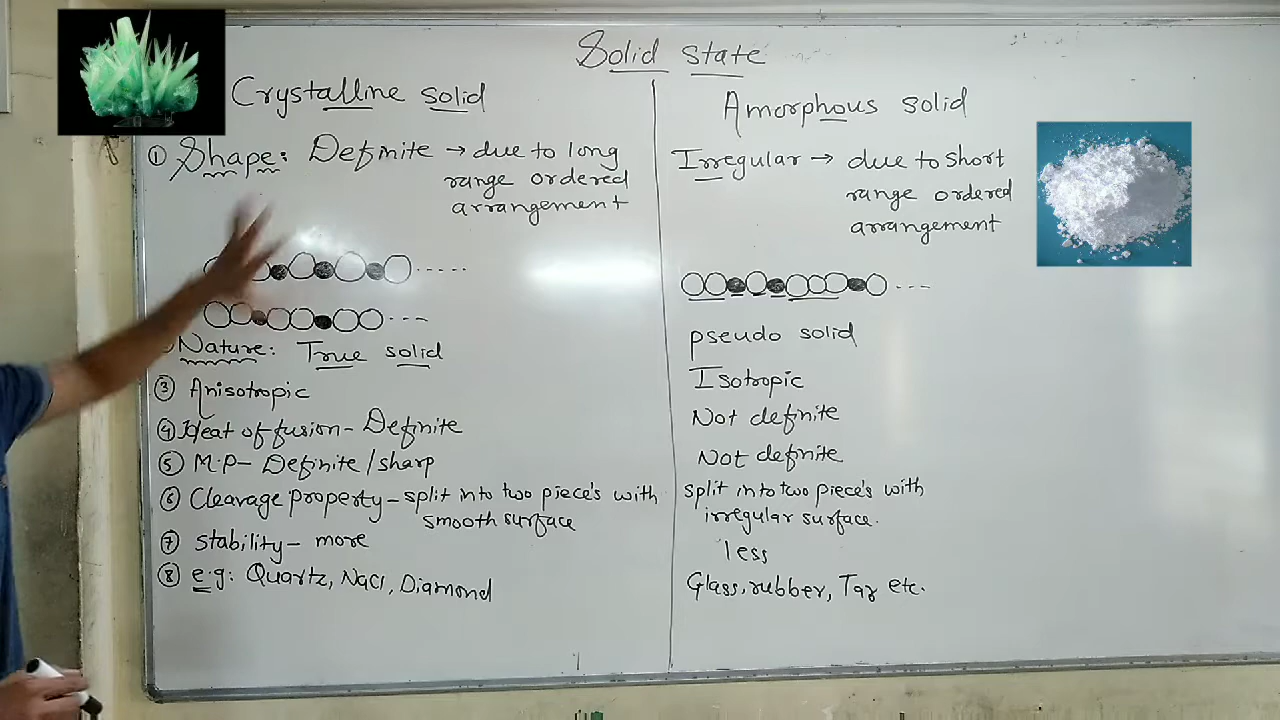 Solid state
Crystalline solid
① Shape: Definite → due to long
range ordered
arrangement
Nature: True solid
③ Anisotropic
④ Heat of fusion- Definite
⑤ M.P- Definite/sharp
⑥ Cleavage property- split into two piece's with
smooth surface
⑦ stability- more
⑧ e.g: Quartz, NaCl, Diamond
Amorphous solid
Irregular → due to short
range ordered
arrangement
pseudo solid
Isotropic
Not definite
Not definite
split into two piece's with
irregular surface.
less
Glass, rubber, Tar etc.